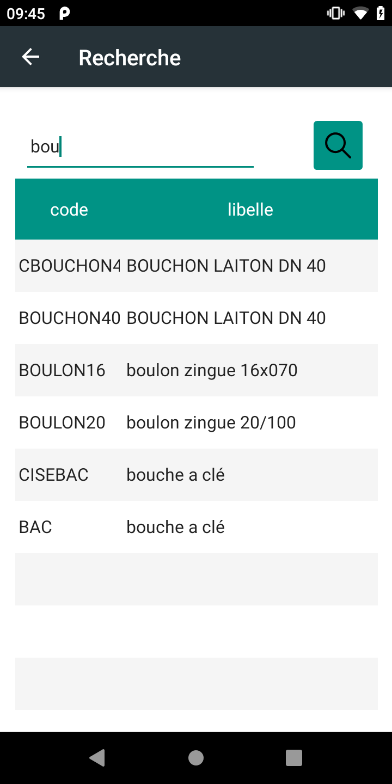 09:45
Recherche
bou
code libelle
CBOUCHON4 BOUCHON LAITON DN 40
BOUCHON40 BOUCHON LAITON DN 40
BOULON16 boulon zingue 16x070
BOULON20 boulon zingue 20/100
CISEBAC bouche a clé
BAC bouche a clé